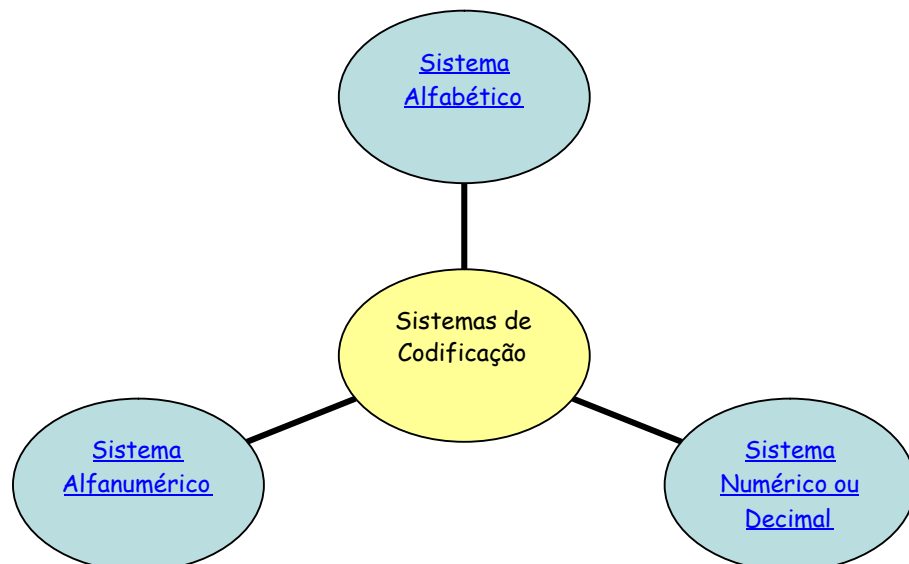 Sistema
Alfabético
Sistemas de
Codificação
Sistema
Alfanumérico
Sistema
Numérico ou
Decimal